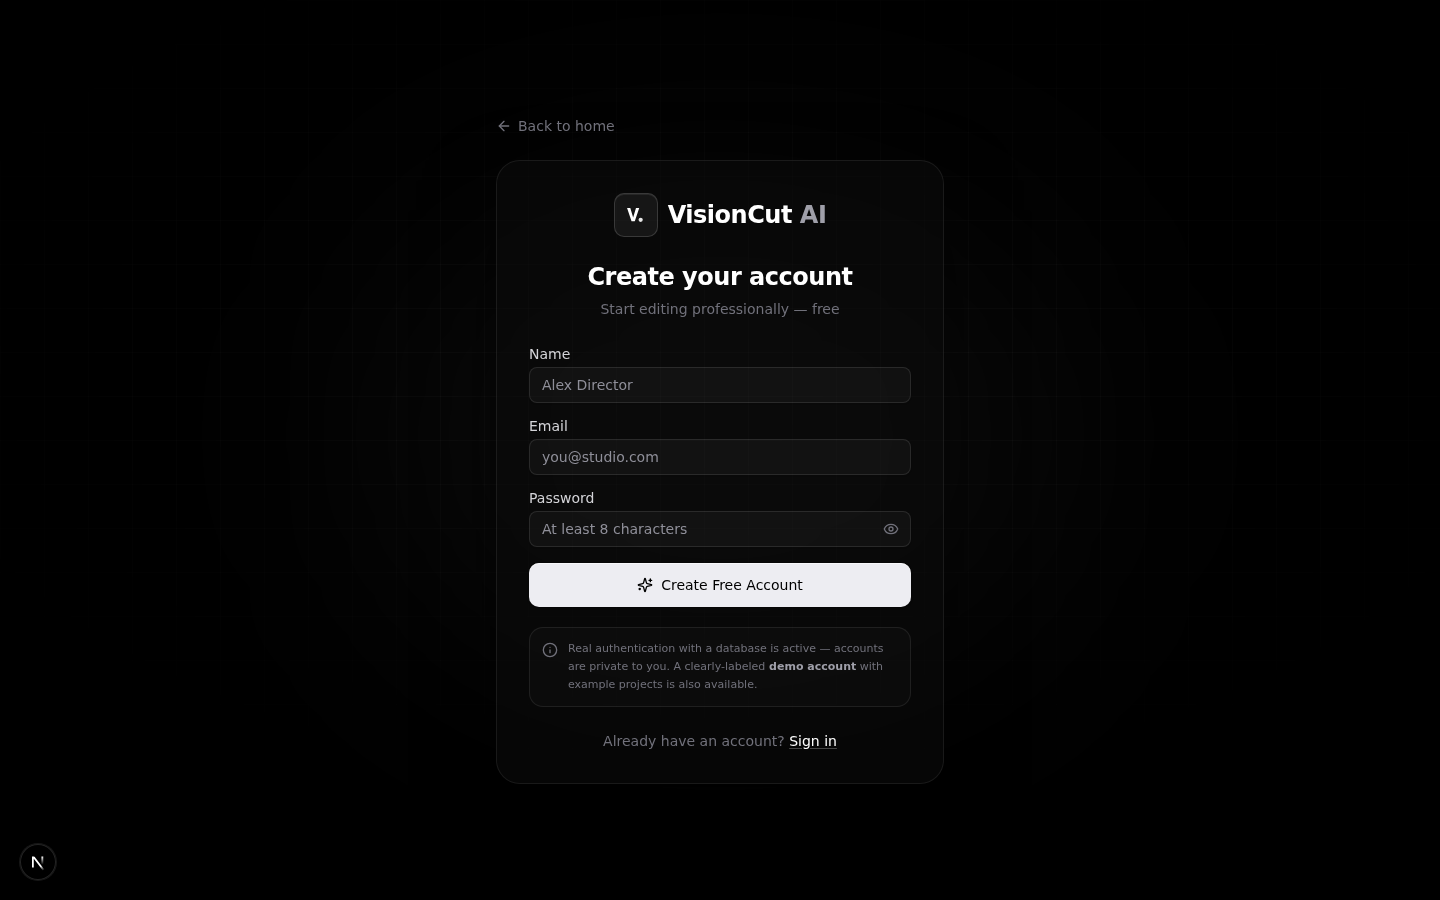 Back to home
V. VisionCut AI
Create your account
Start editing professionally — free
Name
Alex Director
Email
you@studio.com
Password
At least 8 characters
Create Free Account
Real authentication with a database is active — accounts
are private to you. A clearly-labeled demo account with
example projects is also available.
Already have an account? Sign in
N